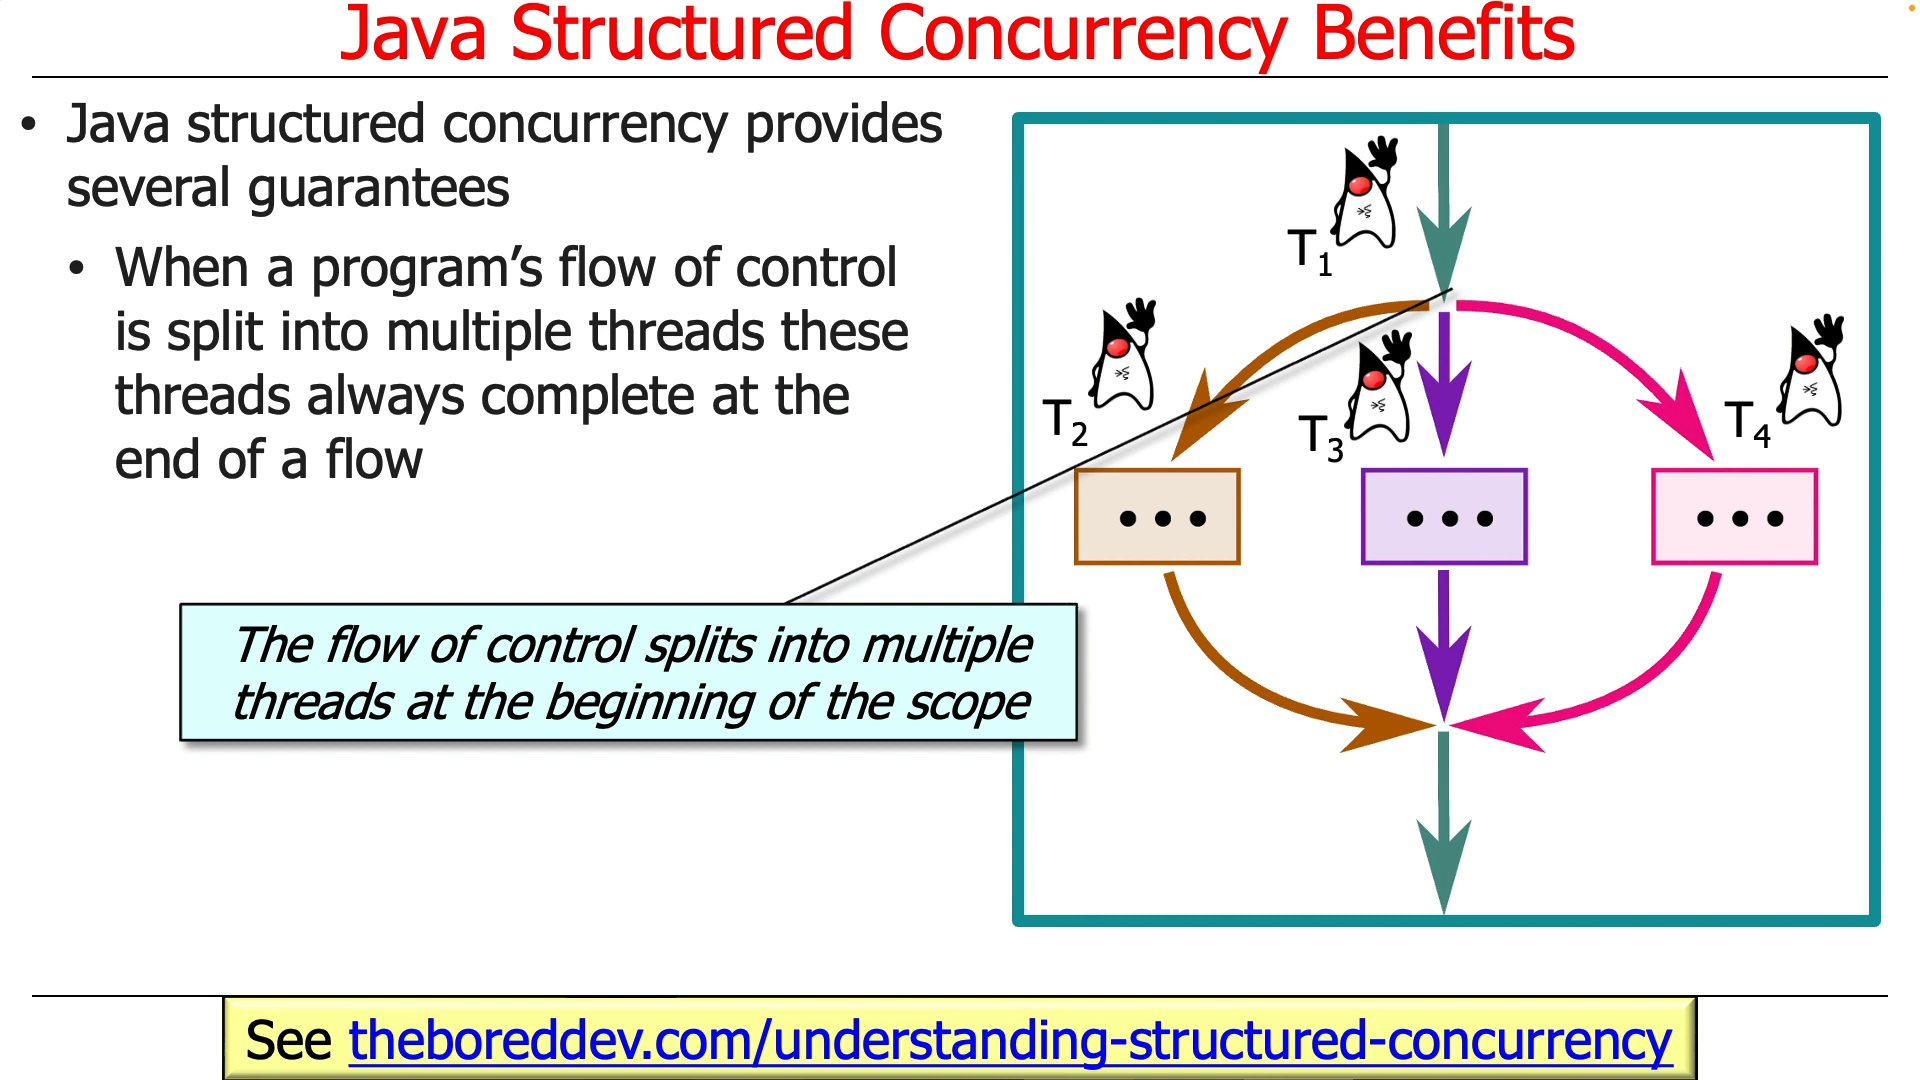 Java Structured Concurrency Benefits
• Java structured concurrency provides
several guarantees
• When a program’s flow of control
is split into multiple threads these
threads always complete at the
end of a flow
The flow of control splits into multiple
threads at the beginning of the scope
T1
T2
T3
T4
• • •
• • •
• • •
See theboreddev.com/understanding-structured-concurrency